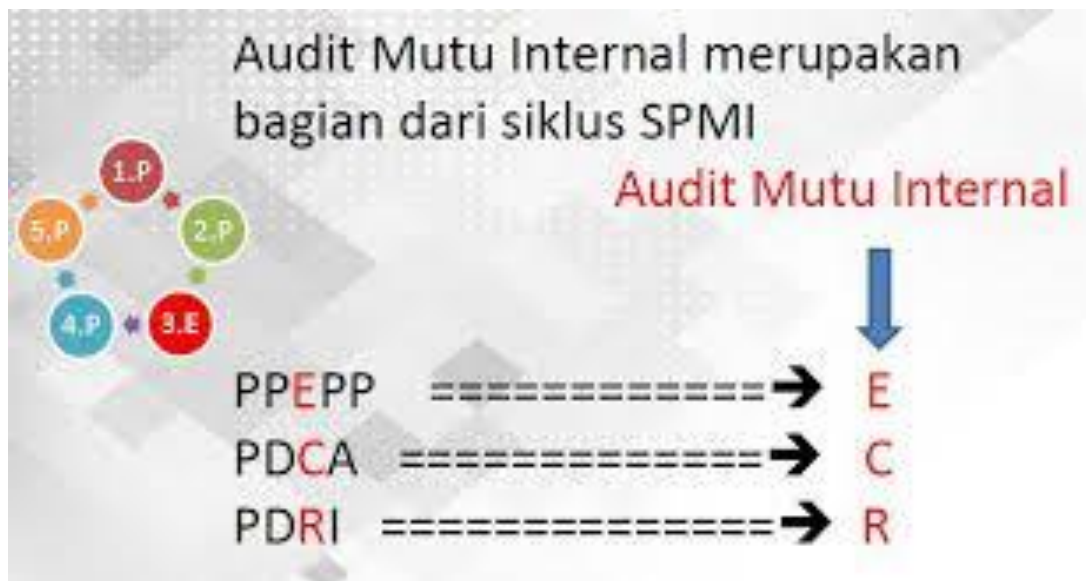 Audit Mutu Internal merupakan
bagian dari siklus SPMI
Audit Mutu Internal
1.P
2.P
3.E
4.P
5.P
PPEPP ============➔ E
PDCA =============➔ C
PDRI ==============➔ R